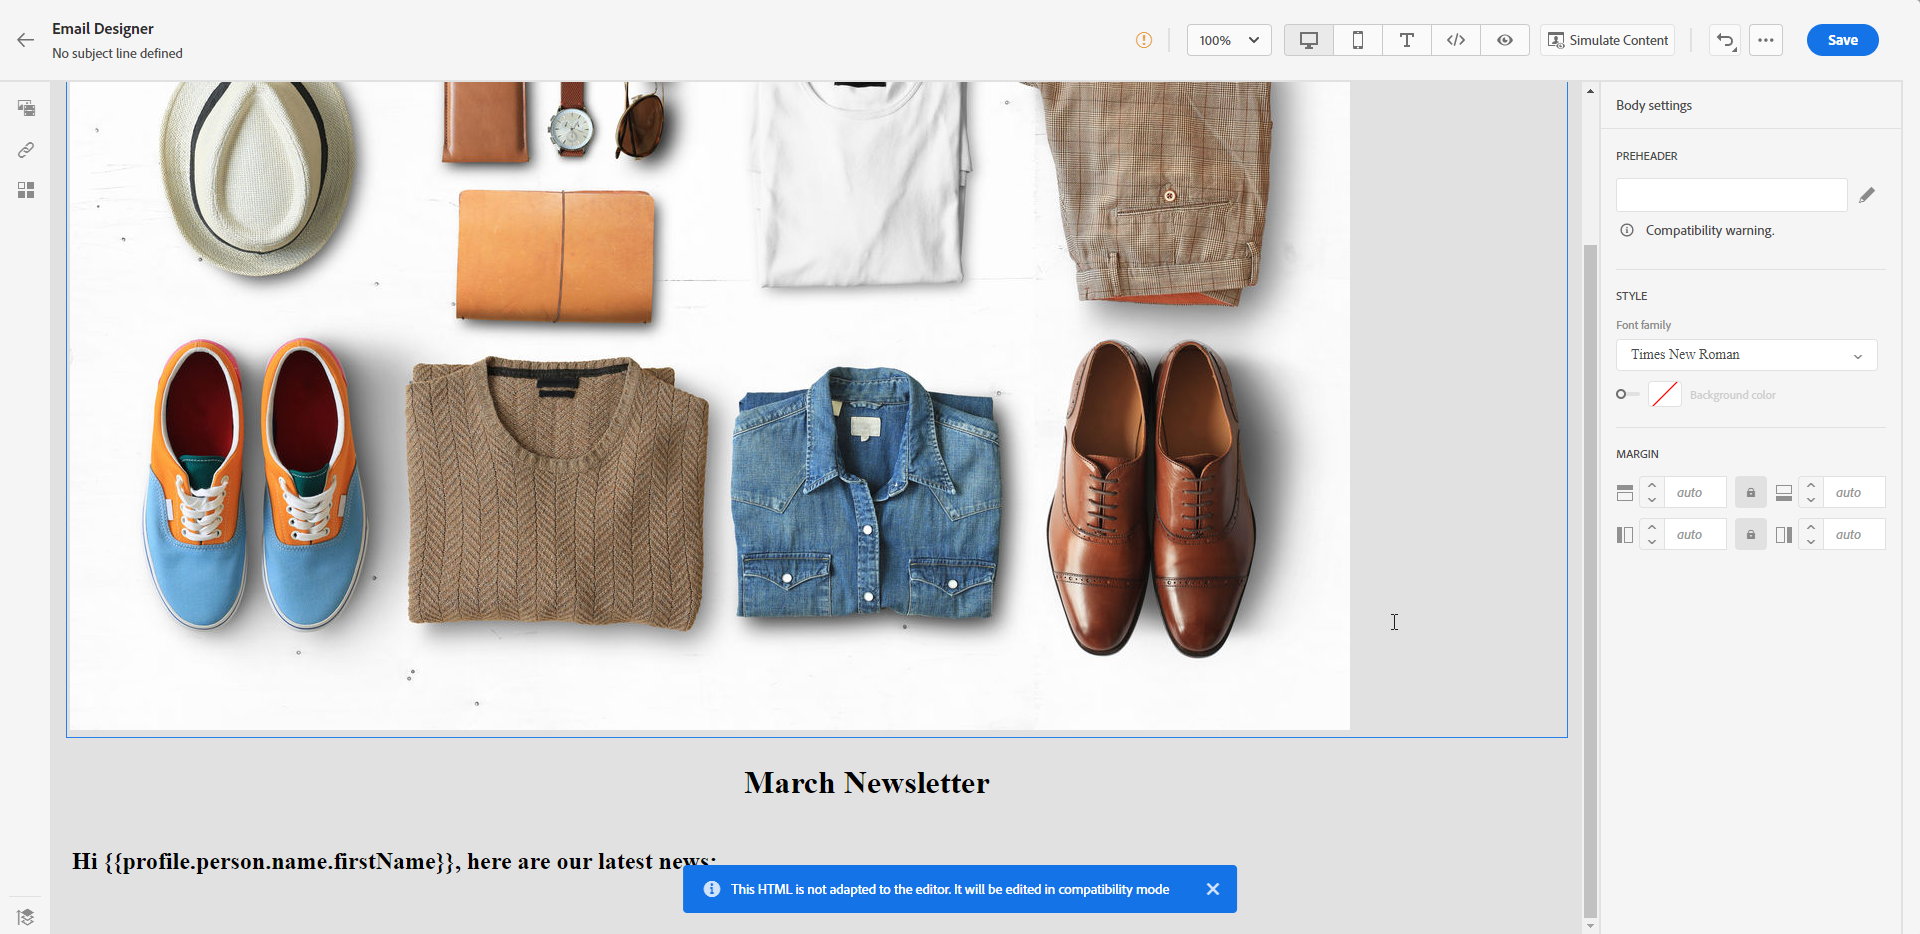 Email Designer
No subject line defined
100%
Simulate Content
Save
Body settings
PREHEADER
Compatibility warning.
STYLE
Font family
Times New Roman
Background color
MARGIN
auto
auto
auto
auto
March Newsletter
Hi {{profile.person.name.firstName}}, here are our latest news:
This HTML is not adapted to the editor. It will be edited in compatibility mode